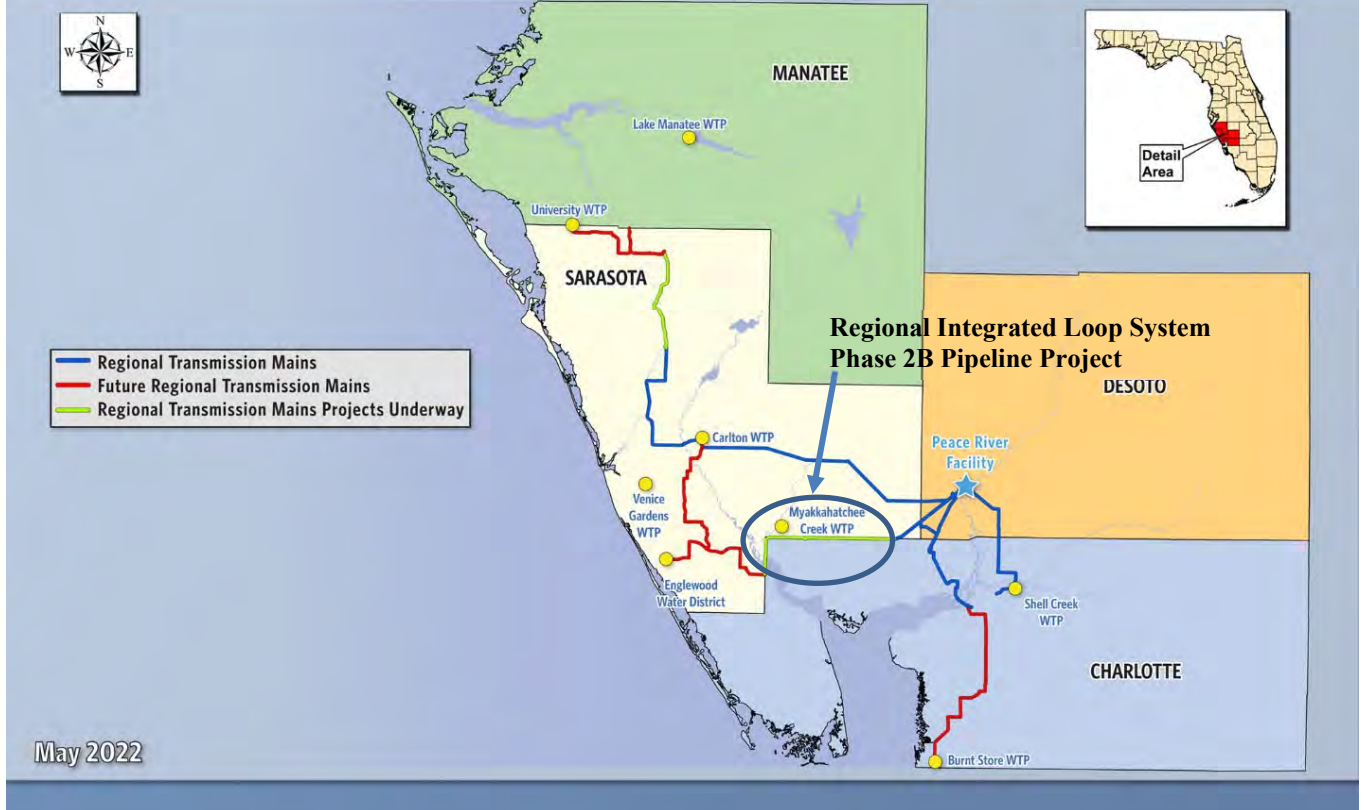 N
W
E
S
MANATEE
Lake Manatee WTP
Detail
Area
University WTP
SARASOTA
Regional Integrated Loop System
Phase 2B Pipeline Project
DESOTO
Regional Transmission Mains
Future Regional Transmission Mains
Regional Transmission Mains Projects Underway
Carlton WTP
Peace River
Facility
Venice
Gardens
WTP
Myakkahatchee
Creek WTP
Englewood
Water District
Shell Creek
WTP
CHARLOTTE
May 2022
Burnt Store WTP